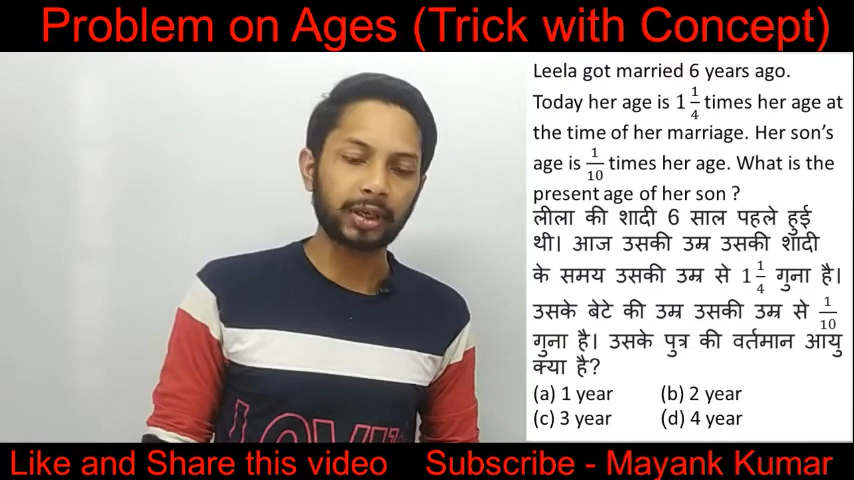 Problem on Ages (Trick with Concept)
Leela got married 6 years ago.
Today her age is 1 1/4 times her age at
the time of her marriage. Her son's
age is 1/10 times her age. What is the
present age of her son ?
लीला की शादी 6 साल पहले हुई
थी। आज उसकी उम्र उसकी शादी
के समय उसकी उम्र से 1 1/4 गुना है।
उसके बेटे की उम्र उसकी उम्र से 1/10
गुना है। उसके पुत्र की वर्तमान आयु
क्या है?
(a) 1 year (b) 2 year
(c) 3 year (d) 4 year
Like and Share this video Subscribe - Mayank Kumar